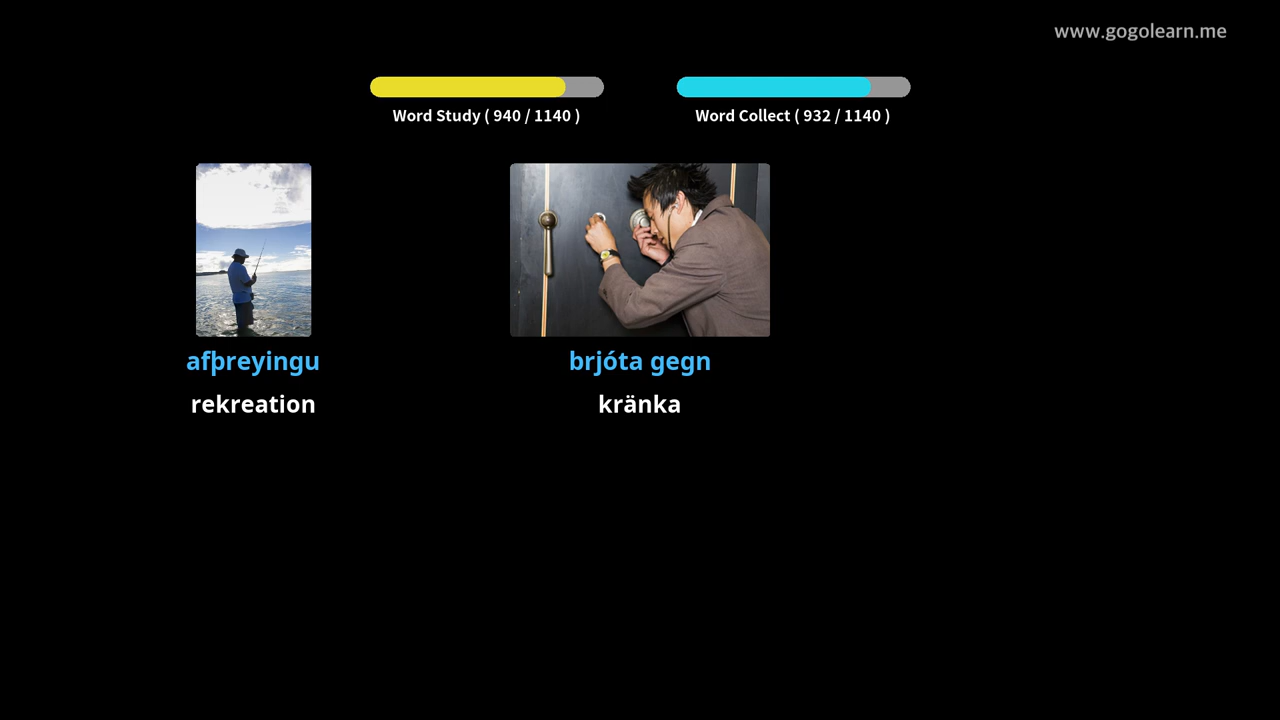 www.gogolearn.me
Word Study ( 940 / 1140 )
Word Collect ( 932 / 1140 )
afþreyingu
rekreation
brjóta gegn
kränka